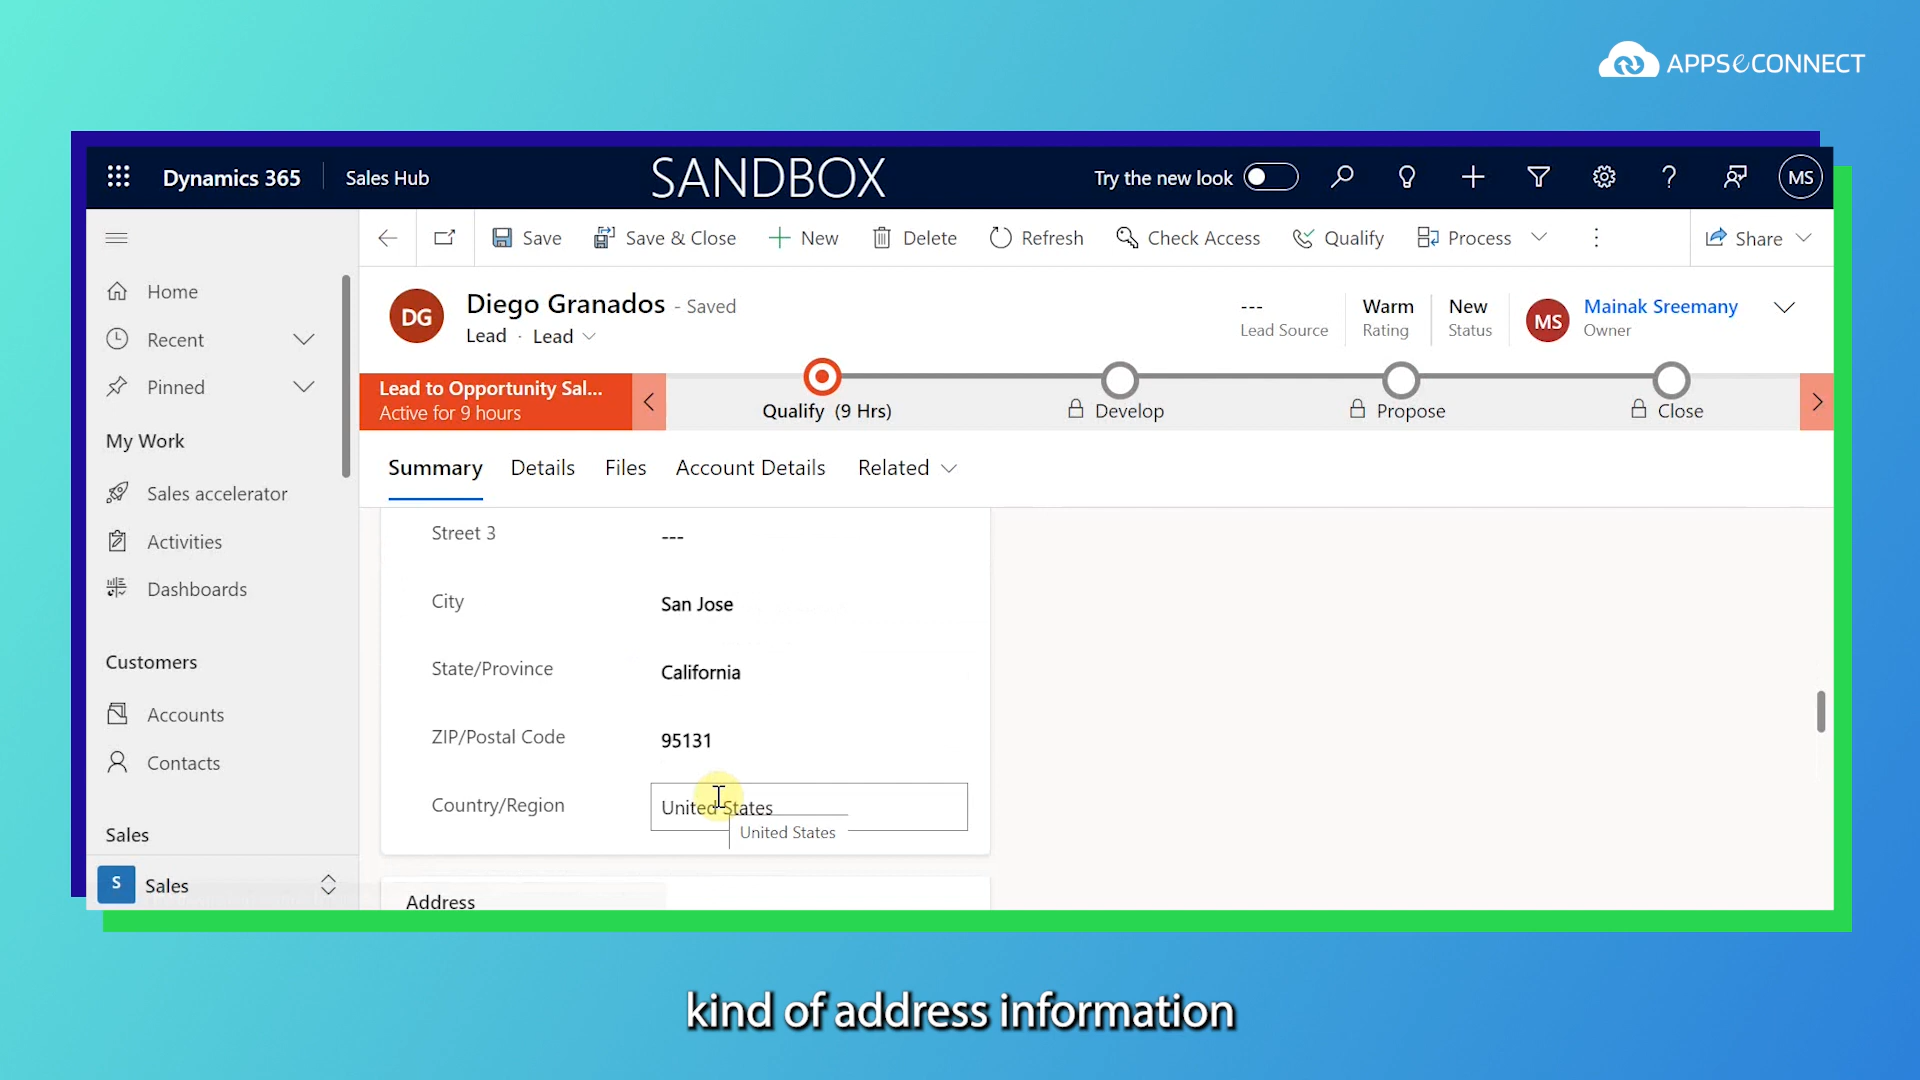 APPSeCONNECT
Dynamics 365
Sales Hub
SANDBOX
Try the new look
MS
Save
Save & Close
New
Delete
Refresh
Check Access
Qualify
Process
Share
Home
Recent
Pinned
My Work
Sales accelerator
Activities
Dashboards
Customers
Accounts
Contacts
Sales
S Sales
DG
Diego Granados - Saved
Lead · Lead
---
Lead Source
Warm
Rating
New
Status
MS
Mainak Sreemany
Owner
Lead to Opportunity Sal...
Active for 9 hours
Qualify (9 Hrs)
Develop
Propose
Close
Summary
Details
Files
Account Details
Related
Street 3 ---
City San Jose
State/Province California
ZIP/Postal Code 95131
Country/Region United States
United States
Address
kind of address information